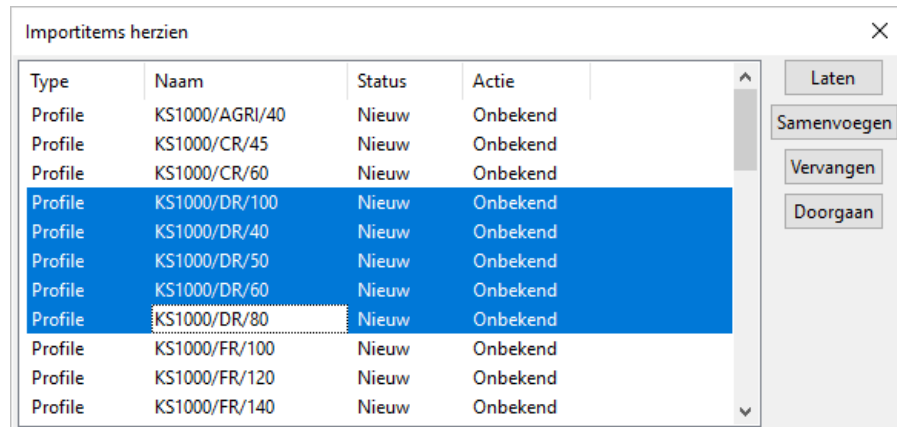 Importitems herzien
Type Naam Status Actie
Profile KS1000/AGRI/40 Nieuw Onbekend
Profile KS1000/CR/45 Nieuw Onbekend
Profile KS1000/CR/60 Nieuw Onbekend
Profile KS1000/DR/100 Nieuw Onbekend
Profile KS1000/DR/40 Nieuw Onbekend
Profile KS1000/DR/50 Nieuw Onbekend
Profile KS1000/DR/60 Nieuw Onbekend
Profile KS1000/DR/80 Nieuw Onbekend
Profile KS1000/FR/100 Nieuw Onbekend
Profile KS1000/FR/120 Nieuw Onbekend
Profile KS1000/FR/140 Nieuw Onbekend
Laten
Samenvoegen
Vervangen
Doorgaan